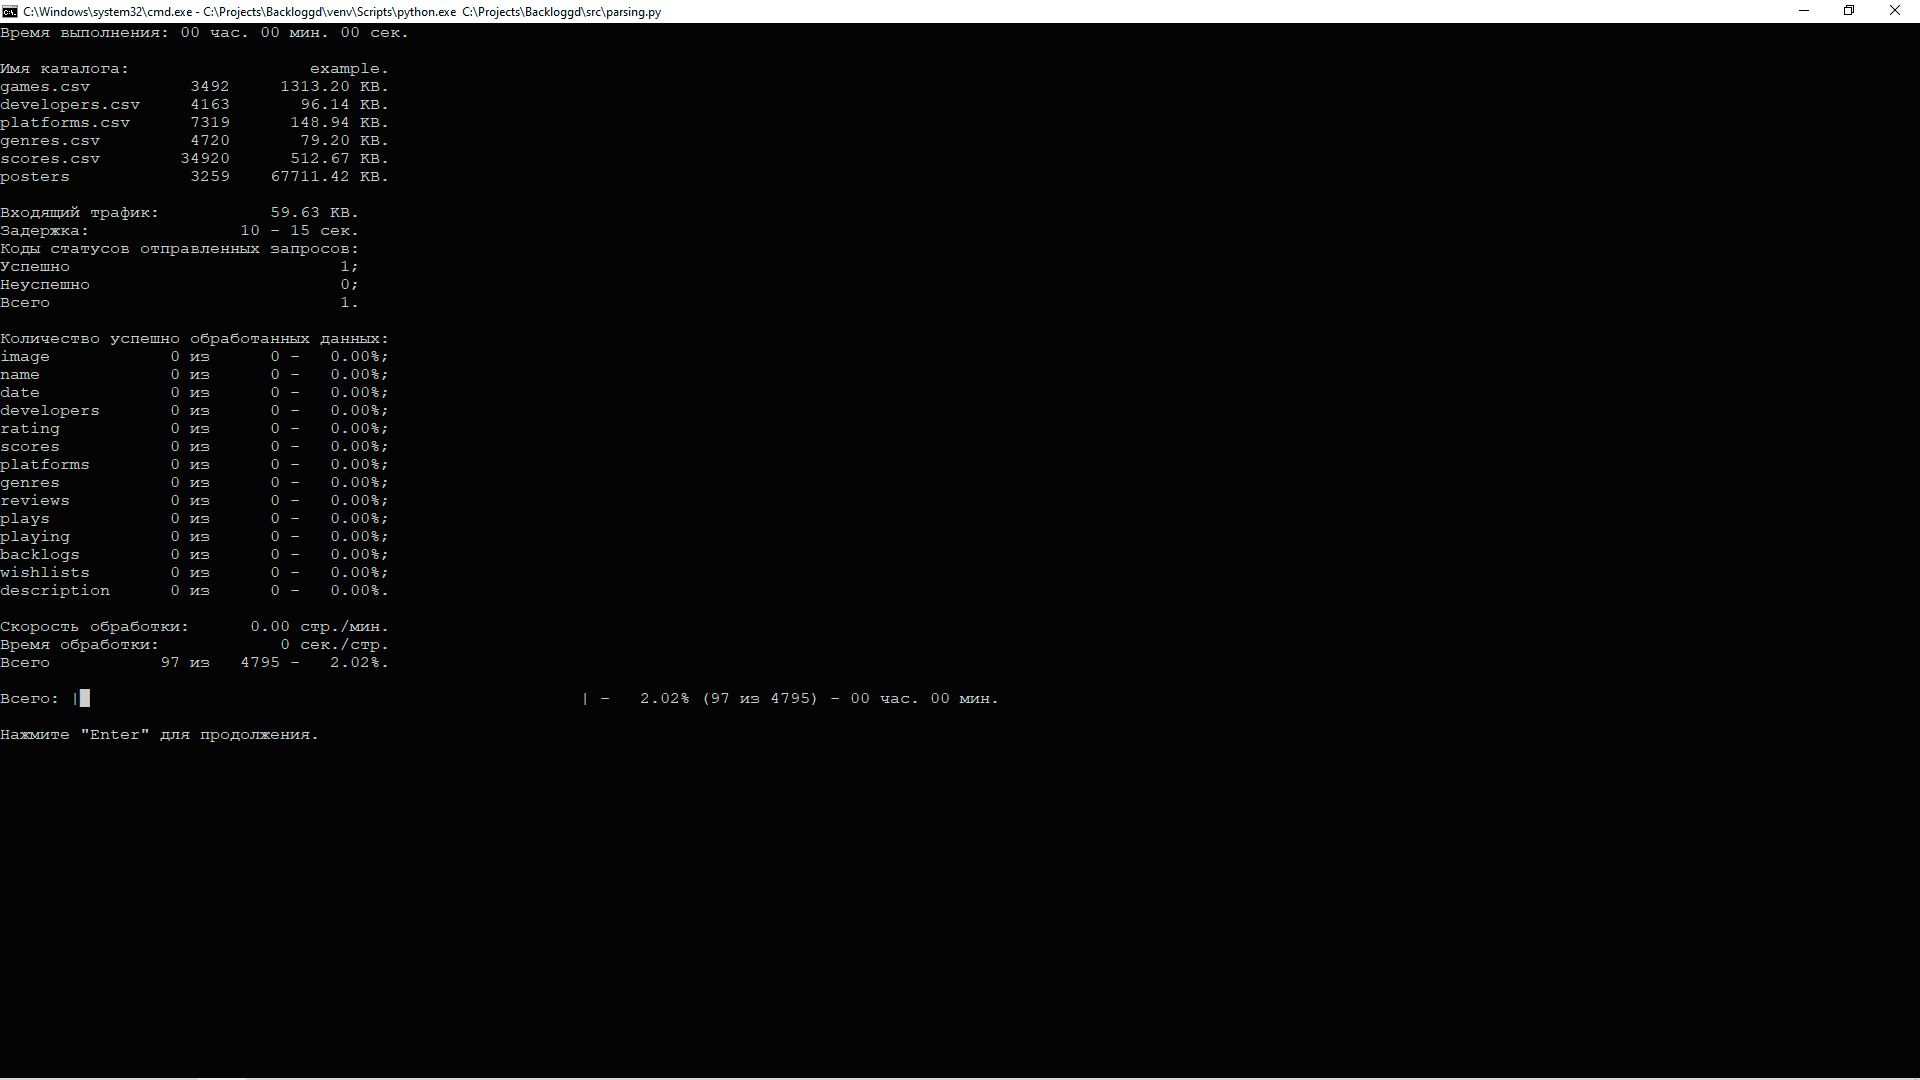 C:\Windows\system32\cmd.exe - C:\Projects\Backloggd\venv\Scripts\python.exe C:\Projects\Backloggd\src\parsing.py
Время выполнения: 00 час. 00 мин. 00 сек.
Имя каталога: example.
games.csv 3492 1313.20 KB.
developers.csv 4163 96.14 KB.
platforms.csv 7319 148.94 KB.
genres.csv 4720 79.20 KB.
scores.csv 34920 512.67 KB.
posters 3259 67711.42 KB.
Входящий трафик: 59.63 KB.
Задержка: 10 - 15 сек.
Коды статусов отправленных запросов:
Успешно 1;
Неуспешно 0;
Всего 1.
Количество успешно обработанных данных:
image 0 из 0 - 0.00%;
name 0 из 0 - 0.00%;
date 0 из 0 - 0.00%;
developers 0 из 0 - 0.00%;
rating 0 из 0 - 0.00%;
scores 0 из 0 - 0.00%;
platforms 0 из 0 - 0.00%;
genres 0 из 0 - 0.00%;
reviews 0 из 0 - 0.00%;
plays 0 из 0 - 0.00%;
playing 0 из 0 - 0.00%;
backlogs 0 из 0 - 0.00%;
wishlists 0 из 0 - 0.00%;
description 0 из 0 - 0.00%.
Скорость обработки: 0.00 стр./мин.
Время обработки: 0 сек./стр.
Всего 97 из 4795 - 2.02%.
Всего: |█ | - 2.02% (97 из 4795) - 00 час. 00 мин.
Нажмите "Enter" для продолжения.